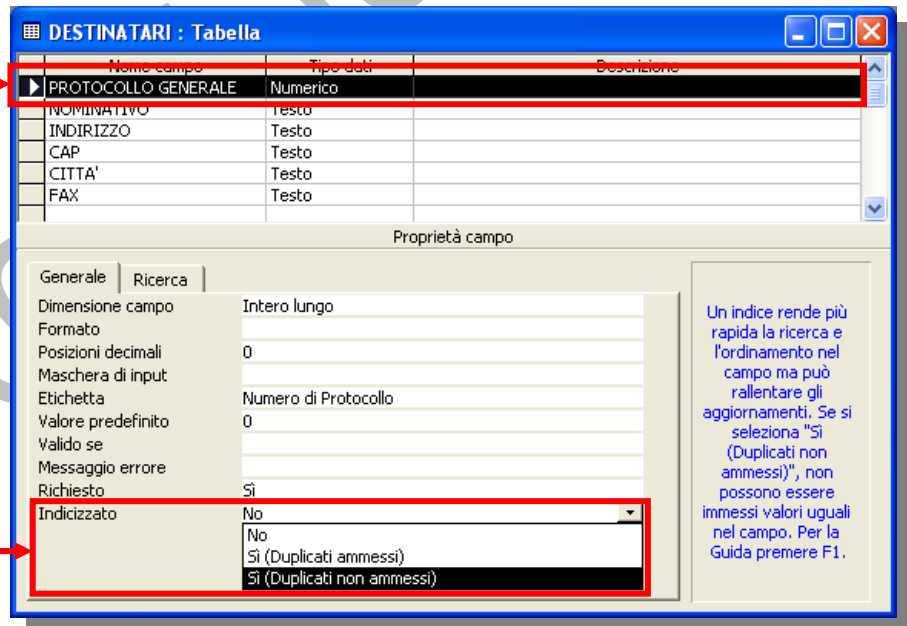 DESTINATARI : Tabella
Nome campo Tipo dati Descrizione
PROTOCOLLO GENERALE Numerico
NOMINATIVO Testo
INDIRIZZO Testo
CAP Testo
CITTA' Testo
FAX Testo
Proprietà campo
Generale Ricerca
Dimensione campo Intero lungo
Formato
Posizioni decimali 0
Maschera di input
Etichetta Numero di Protocollo
Valore predefinito 0
Valido se
Messaggio errore
Richiesto Sì
Indicizzato No
No
Sì (Duplicati ammessi)
Sì (Duplicati non ammessi)
Un indice rende più
rapida la ricerca e
l'ordinamento nel
campo ma può
rallentare gli
aggiornamenti. Se si
seleziona "Sì
(Duplicati non
ammessi)", non
possono essere
immessi valori uguali
nel campo. Per la
Guida premere F1.